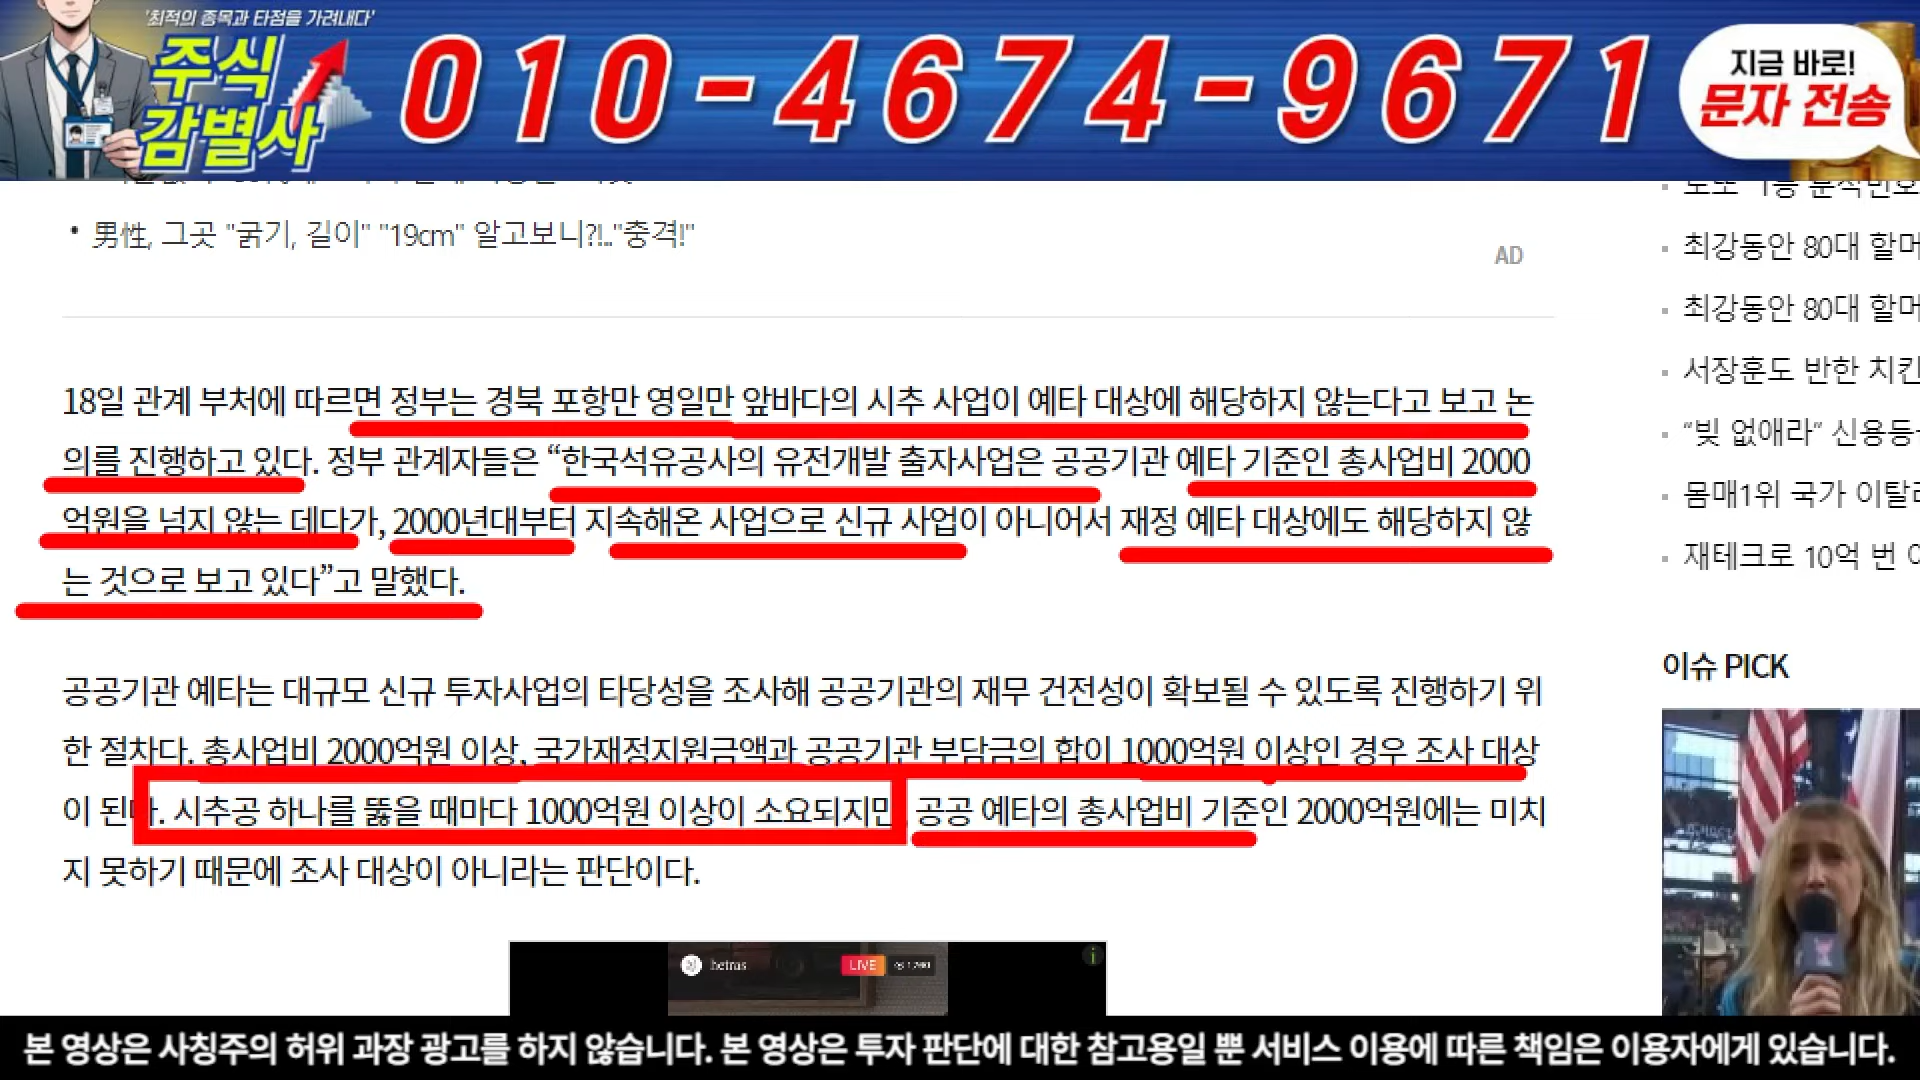 '최적의 종목과 타점을 가려내다'
주식
감별사
010-4674-9671
지금 바로!
문자 전송
• 男性, 그곳 "굵기, 길이" "19cm" 알고보니?!.."충격!"
AD
18일 관계 부처에 따르면 정부는 경북 포항만 영일만 앞바다의 시추 사업이 예타 대상에 해당하지 않는다고 보고 논
의를 진행하고 있다. 정부 관계자들은 “한국석유공사의 유전개발 출자사업은 공공기관 예타 기준인 총사업비 2000
억원을 넘지 않는 데다가, 2000년대부터 지속해온 사업으로 신규 사업이 아니어서 재정 예타 대상에도 해당하지 않
는 것으로 보고 있다”고 말했다.
공공기관 예타는 대규모 신규 투자사업의 타당성을 조사해 공공기관의 재무 건전성이 확보될 수 있도록 진행하기 위
한 절차다. 총사업비 2000억원 이상, 국가재정지원금액과 공공기관 부담금의 합이 1000억원 이상인 경우 조사 대상
이 된다. 시추공 하나를 뚫을 때마다 1000억원 이상이 소요되지만 공공 예타의 총사업비 기준인 2000억원에는 미치
지 못하기 때문에 조사 대상이 아니라는 판단이다.
최강동안 80대 할머
최강동안 80대 할머
서장훈도 반한 치킨
“빚 없애라” 신용등
몸매1위 국가 이탈리
재테크로 10억 번
이슈 PICK
hetras
LIVE
본 영상은 사칭주의 허위 과장 광고를 하지 않습니다. 본 영상은 투자 판단에 대한 참고용일 뿐 서비스 이용에 따른 책임은 이용자에게 있습니다.